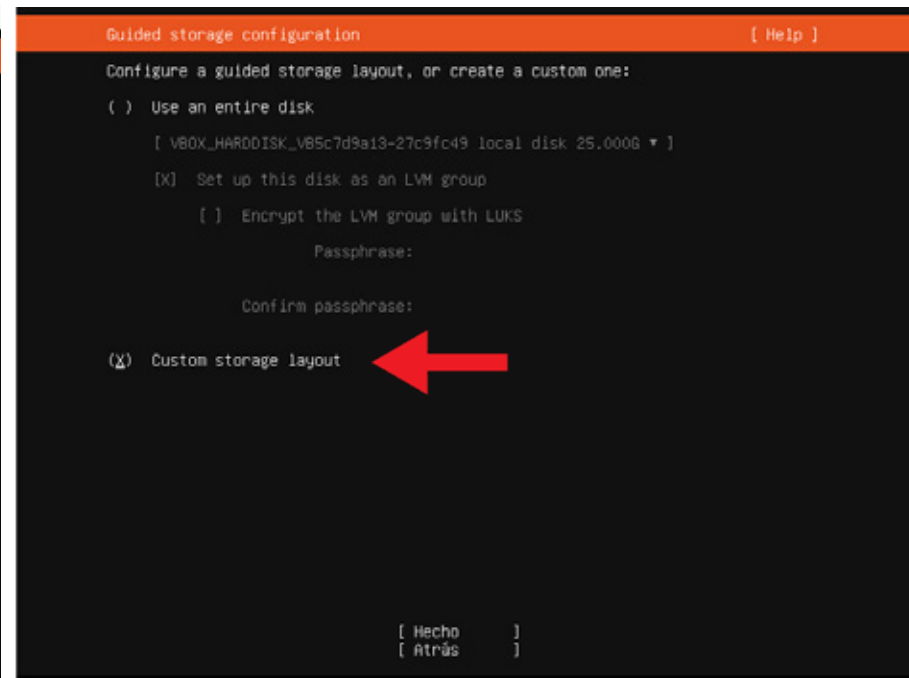 Guided storage configuration [ Help ]
Configure a guided storage layout, or create a custom one:
( ) Use an entire disk
[ VBOX_HARDDISK_VB5c7d9a13-27c9fc49 local disk 25.000G ▾ ]
[X] Set up this disk as an LVM group
[ ] Encrypt the LVM group with LUKS
Passphrase:
Confirm passphrase:
(X) Custom storage layout
[ Hecho ]
[ Atrás ]